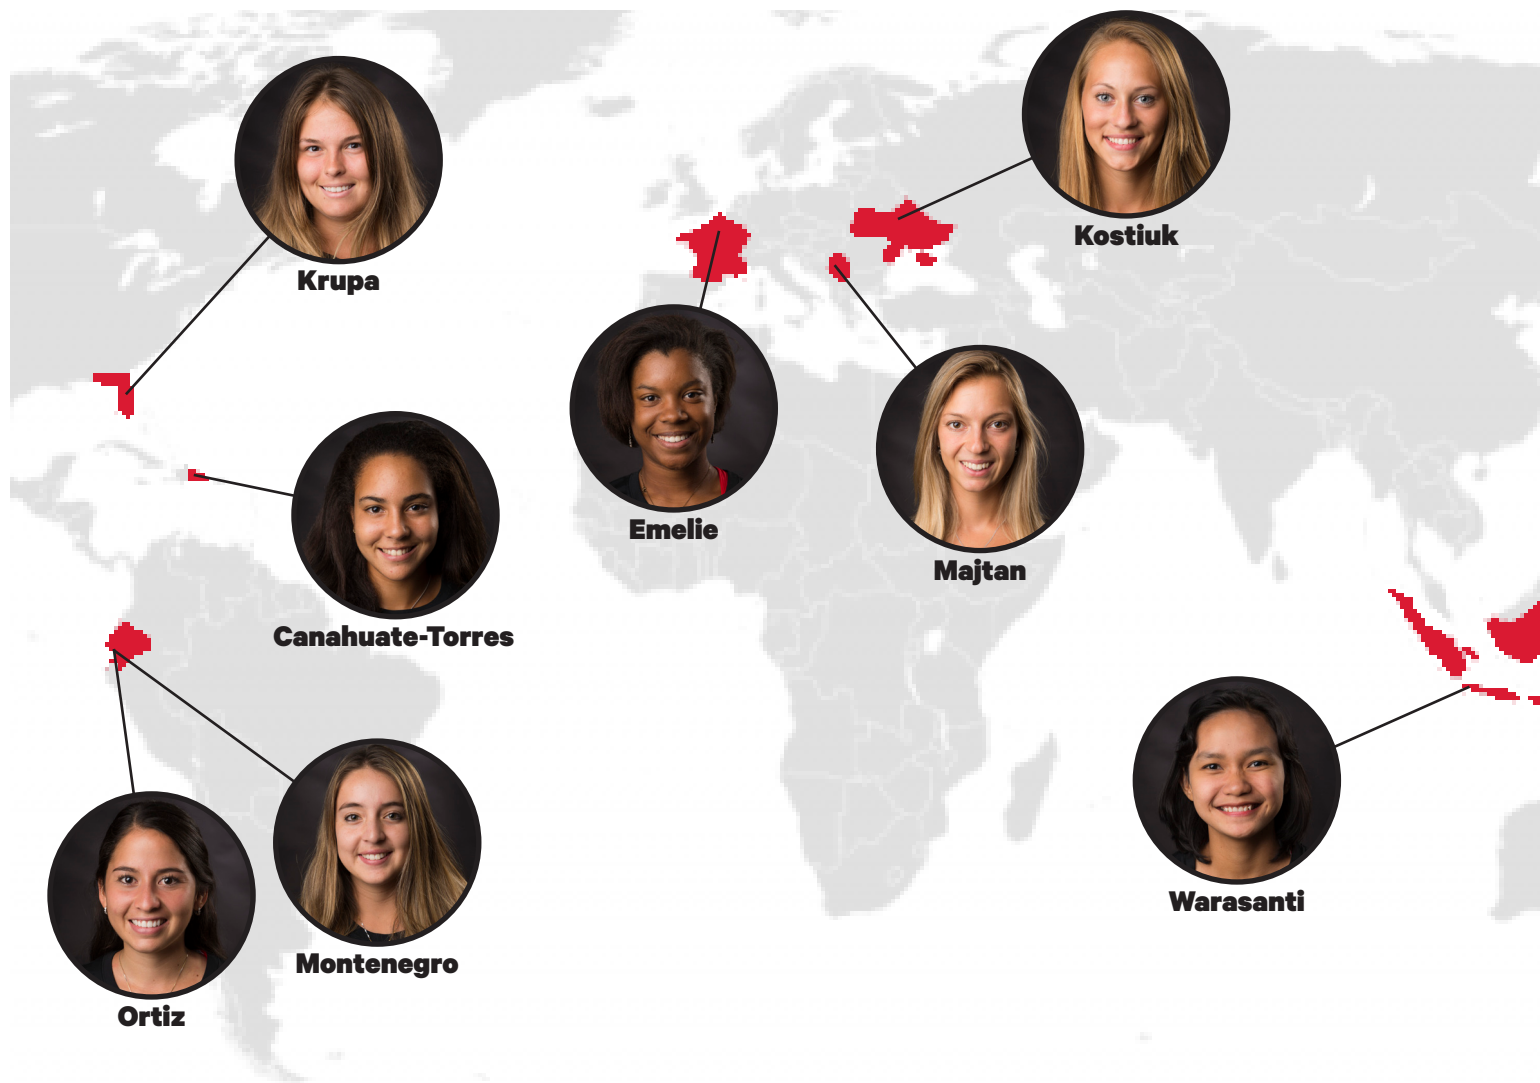 Kostiuk
Krupa
Emelie
Majtan
Canahuate-Torres
Warasanti
Montenegro
Ortiz